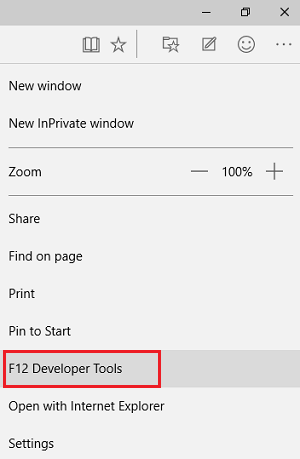 New window
New InPrivate window
Zoom — 100% +
Share
Find on page
Print
Pin to Start
F12 Developer Tools
Open with Internet Explorer
Settings